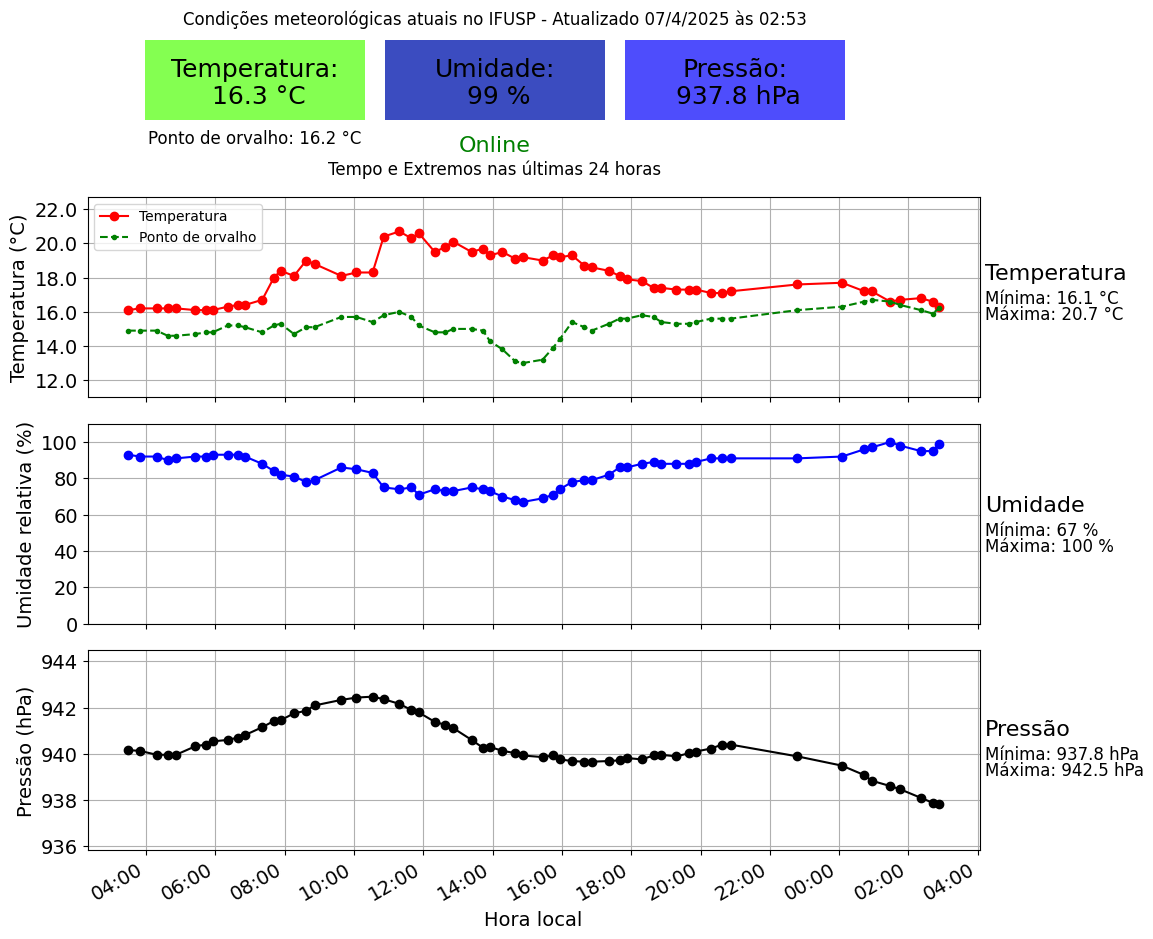 Condições meteorológicas atuais no IFUSP - Atualizado 07/4/2025 às 02:53
Temperatura:
16.3 °C
Umidade:
99 %
Pressão:
937.8 hPa
Ponto de orvalho: 16.2 °C
Online
Tempo e Extremos nas últimas 24 horas
Temperatura (°C)
22.0
20.0
18.0
16.0
14.0
12.0
Temperatura
Ponto de orvalho
Temperatura
Mínima: 16.1 °C
Máxima: 20.7 °C
Umidade relativa (%)
100
80
60
40
20
0
Umidade
Mínima: 67 %
Máxima: 100 %
Pressão (hPa)
944
942
940
938
936
Pressão
Mínima: 937.8 hPa
Máxima: 942.5 hPa
04:00
06:00
08:00
10:00
12:00
14:00
16:00
18:00
20:00
22:00
00:00
02:00
04:00
Hora local